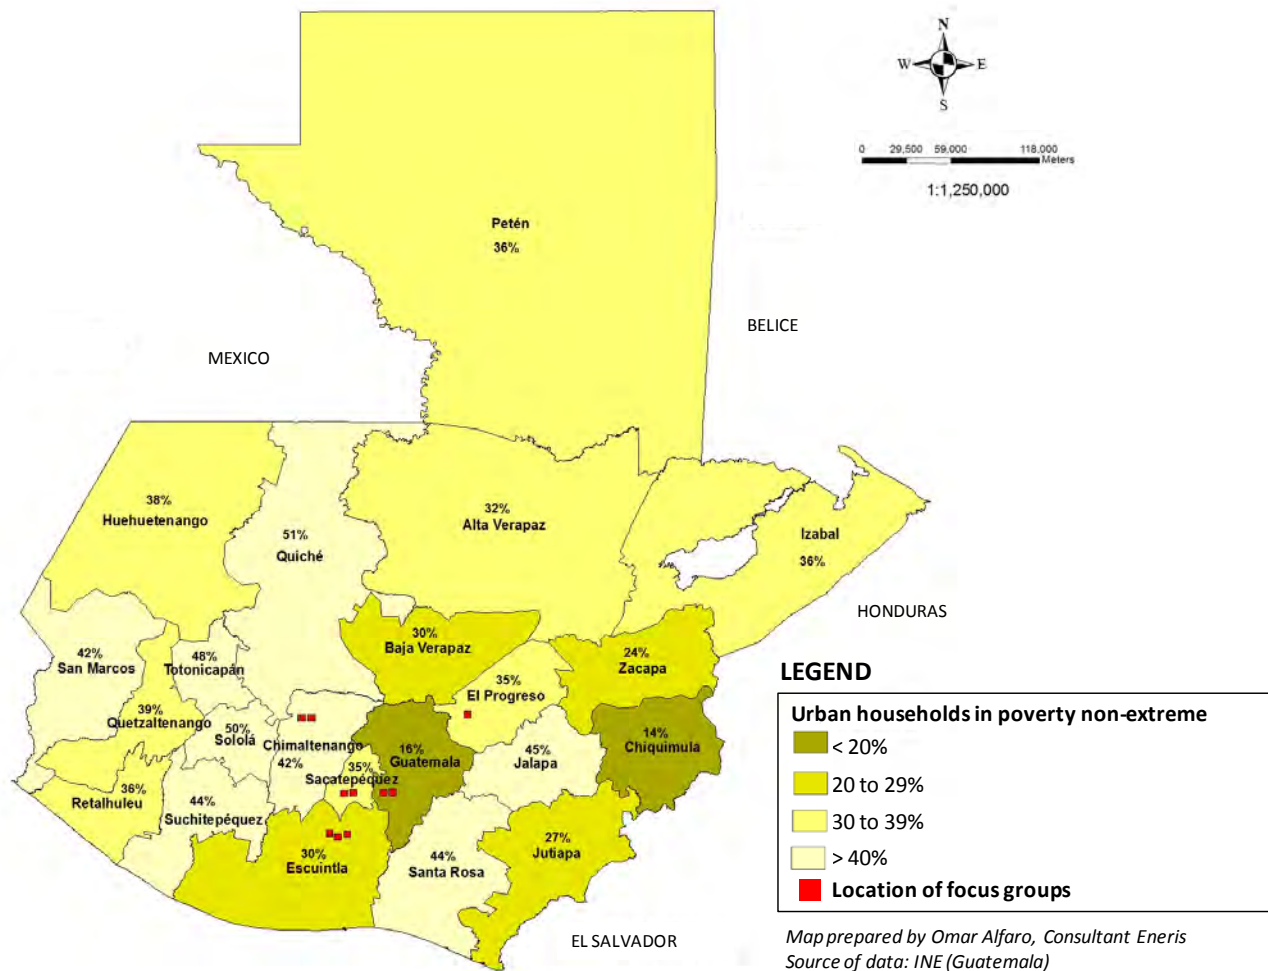 N
W E
S
0 29,500 59,000 118,000
Meters
1:1,250,000
Petén
36%
BELICE
MEXICO
38%
Huehuetenango
51%
Quiché
32%
Alta Verapaz
Izabal
36%
HONDURAS
30%
Baja Verapaz
24%
Zacapa
42%
San Marcos
48%
Totonicapán
35%
El Progreso
39%
Quetzaltenango
50%
Sololá
Chimaltenango
42%
16%
Guatemala
45%
Jalapa
14%
Chiquimula
35%
Sacatepéquez
36%
Retalhuleu
44%
Suchitepéquez
30%
Escuintla
44%
Santa Rosa
27%
Jutiapa
EL SALVADOR
LEGEND
Urban households in poverty non-extreme
< 20%
20 to 29%
30 to 39%
> 40%
Location of focus groups
Map prepared by Omar Alfaro, Consultant Eneris
Source of data: INE (Guatemala)